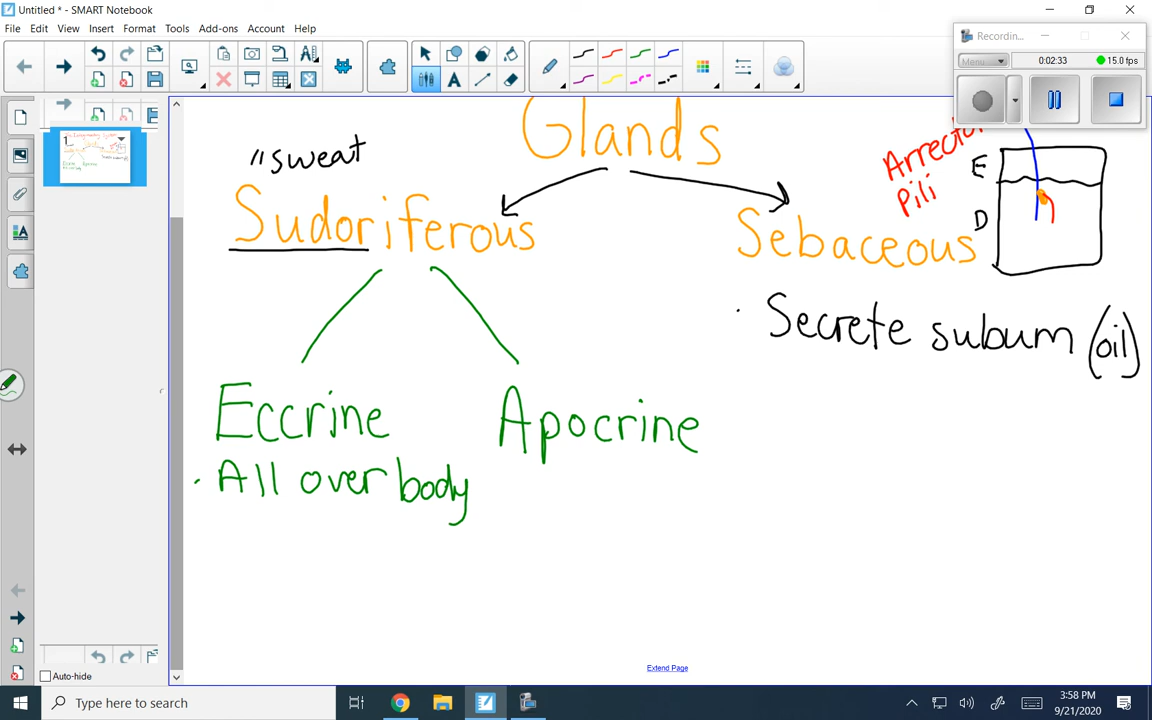 Untitled * - SMART Notebook
File Edit View Insert Format Tools Add-ons Account Help
Recordin...
Menu
0:02:33
15.0 fps
Glands
"sweat
Sudoriferous
Sebaceous
Arrector
Pili
E
D
• Secrete subum (oil)
Eccrine
Apocrine
• All over body
Extend Page
Auto-hide
Type here to search
3:58 PM
9/21/2020